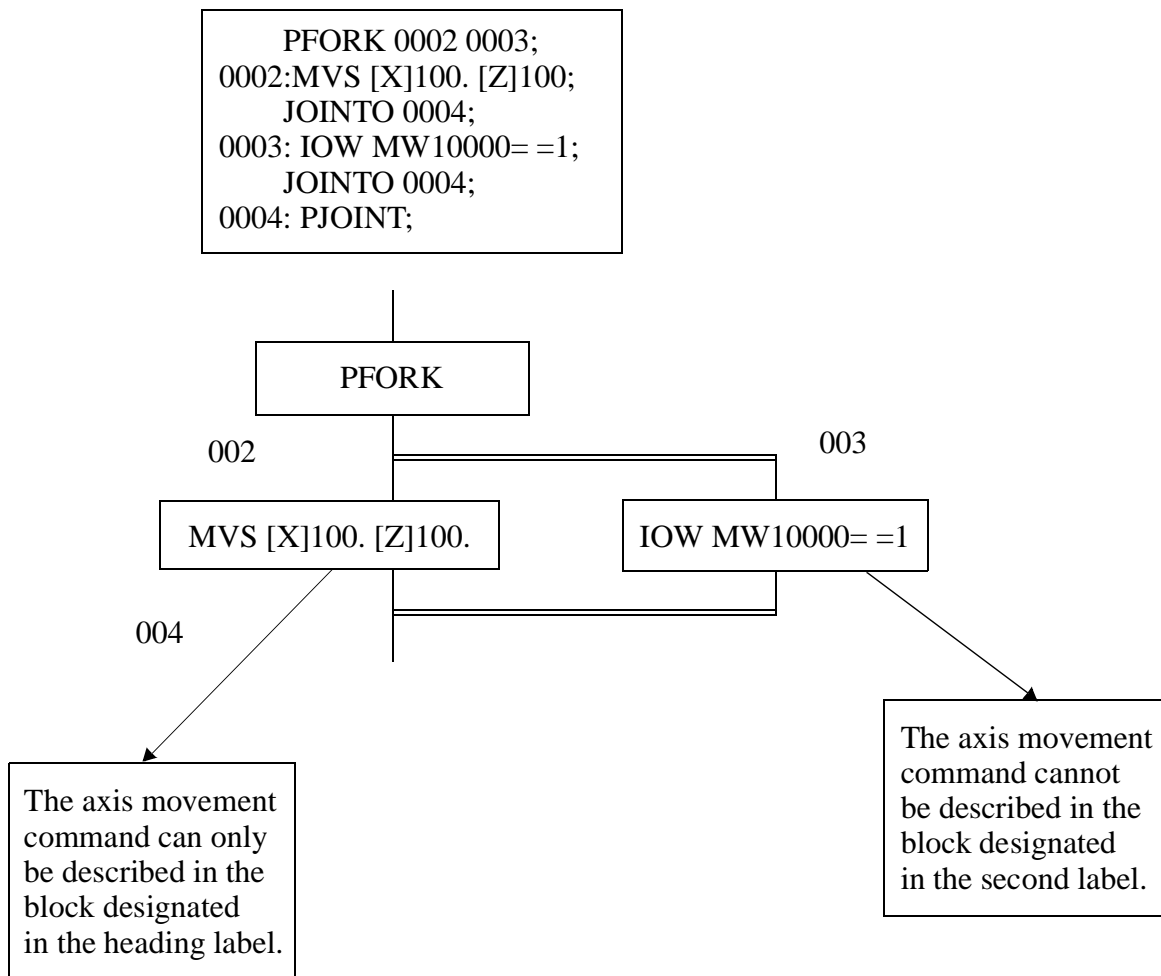 PFORK 0002 0003;
0002:MVS [X]100. [Z]100;
JOINTO 0004;
0003: IOW MW10000= =1;
JOINTO 0004;
0004: PJOINT;
PFORK
002
003
MVS [X]100. [Z]100.
IOW MW10000= =1
004
The axis movement
command can only
be described in the
block designated
in the heading label.
The axis movement
command cannot
be described in the
block designated
in the second label.